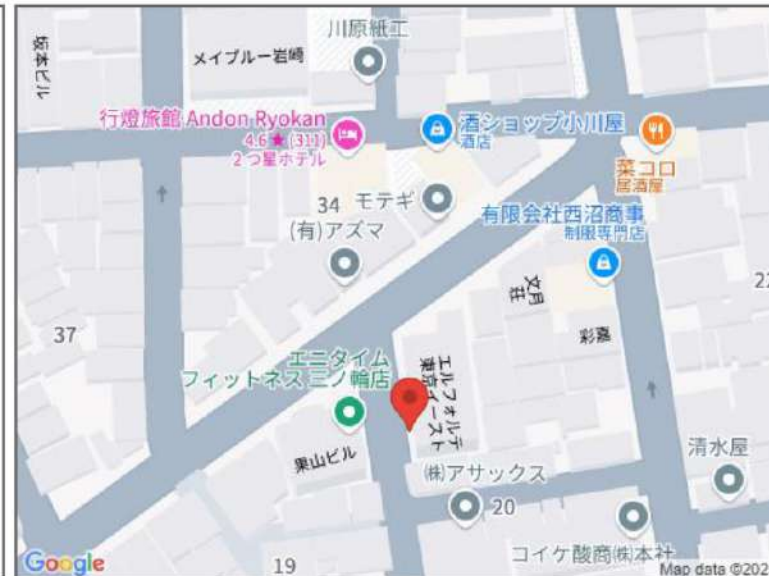 川原紙工
坂本ビル
メイプルー岩崎
行燈旅館 Andon Ryokan
4.6★(311)
2つ星ホテル
酒ショップ小川屋
酒店
菜コロ
居酒屋
34
モテギ
(有)アズマ
有限会社西沼商事
制服専門店
22
文月荘
彩嘉
37
エニタイム
フィットネス 三ノ輪店
エルフォルテ
東京イースト
栗山ビル
(株)アサックス
清水屋
20
コイケ酸商(株)本社
19
Google
Map data ©202